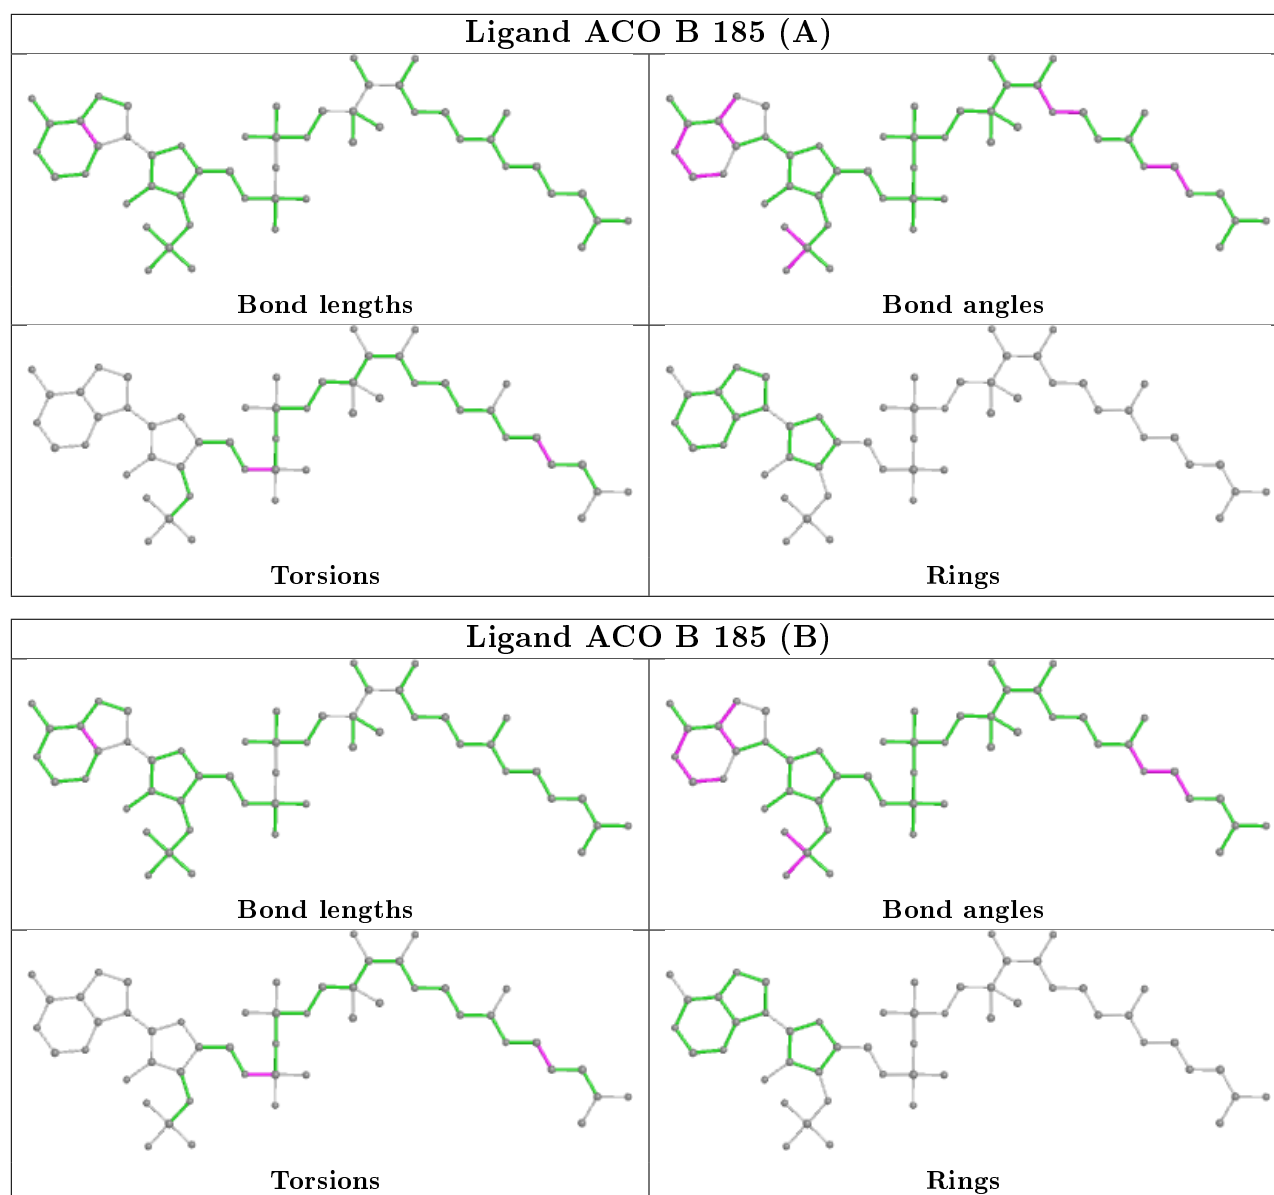 Ligand ACO B 185 (A)
Bond lengths
Bond angles
Torsions
Rings
Ligand ACO B 185 (B)
Bond lengths
Bond angles
Torsions
Rings